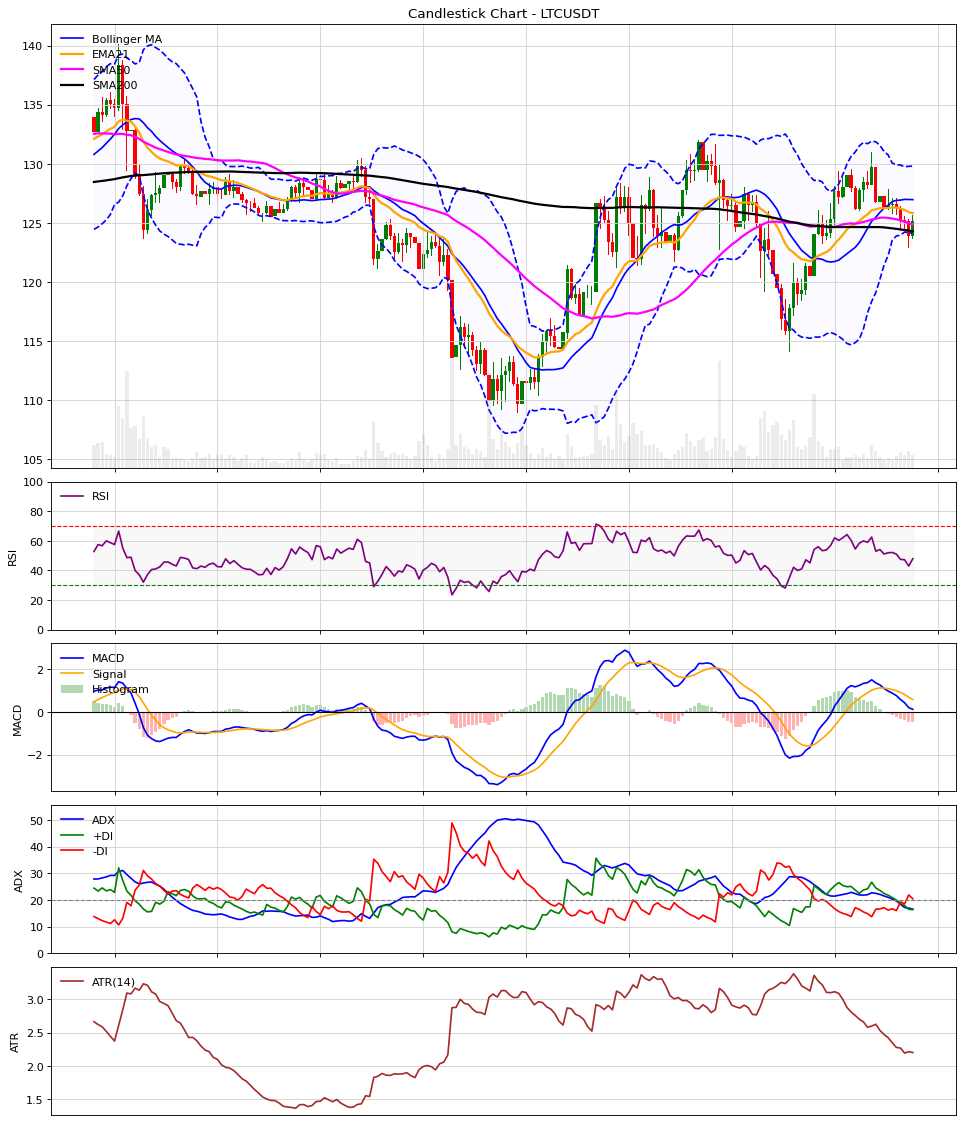 Candlestick Chart - LTCUSDT
Bollinger MA
EMA21
SMA50
SMA200
140
135
130
125
120
115
110
105
RSI
100
80
60
40
20
0
RSI
MACD
Signal
Histogram
2
0
−2
MACD
ADX
+DI
-DI
50
40
30
20
10
0
ADX
ATR(14)
3.0
2.5
2.0
1.5
ATR